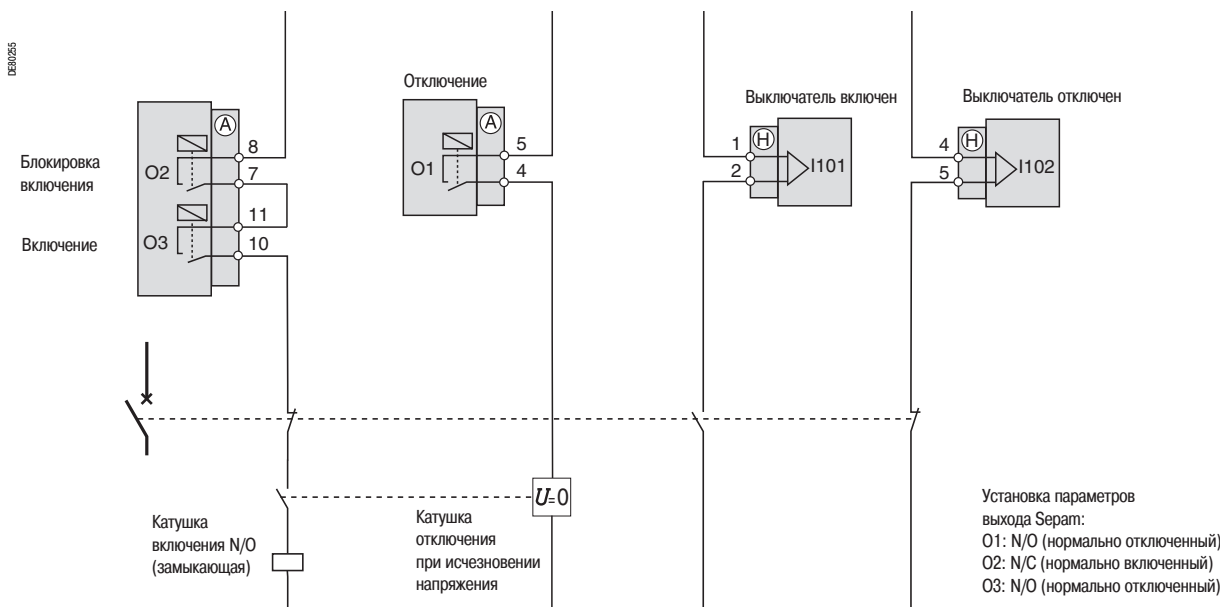 DE80255
Отключение
Выключатель включен
Выключатель отключен
Блокировка
включения
Включение
A
O2
8
7
O3
11
10
A
O1
5
4
1
2
H
I101
4
5
H
I102
Катушка
включения N/O
(замыкающая)
Катушка
отключения
при исчезновении
напряжения
U=0
Установка параметров
выхода Sepam:
O1: N/O (нормально отключенный)
O2: N/C (нормально включенный)
O3: N/O (нормально отключенный)